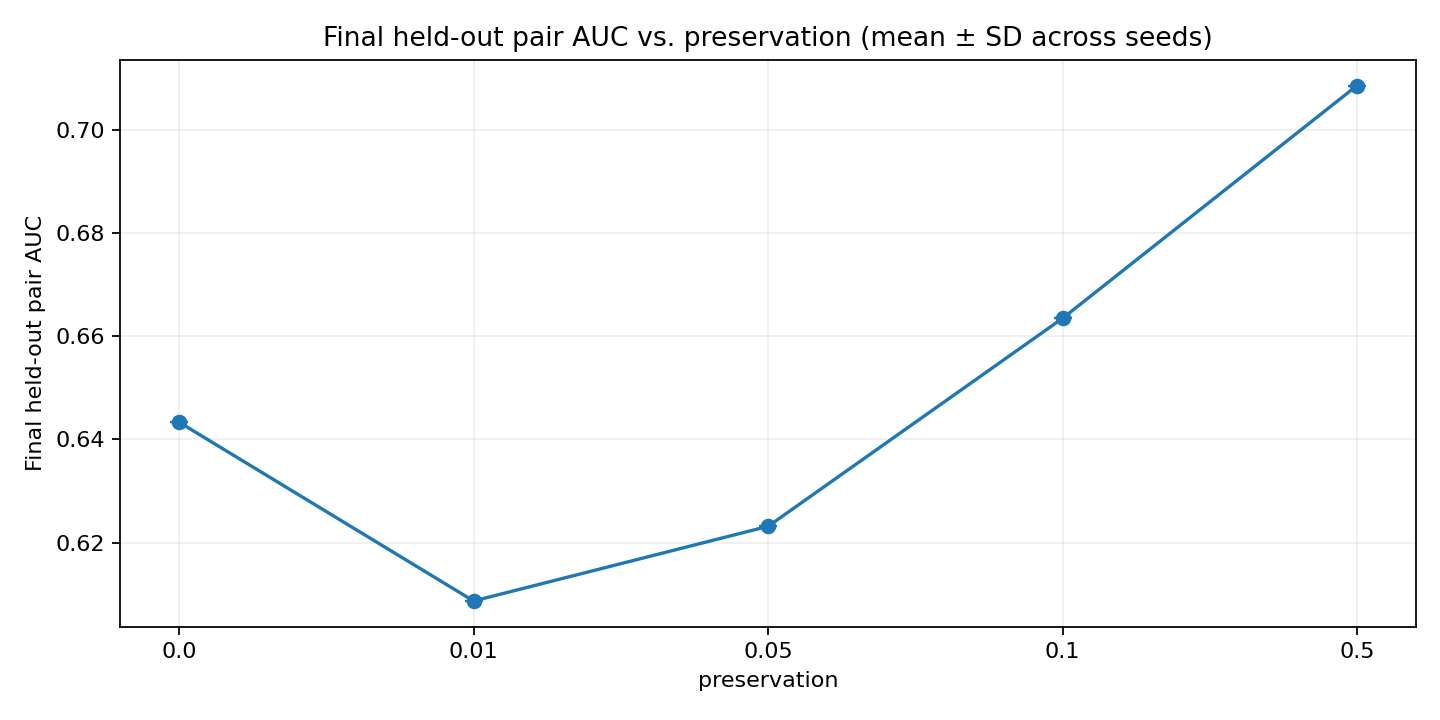 Final held-out pair AUC vs. preservation (mean ± SD across seeds)
Final held-out pair AUC
0.70
0.68
0.66
0.64
0.62
0.0 0.01 0.05 0.1 0.5
preservation